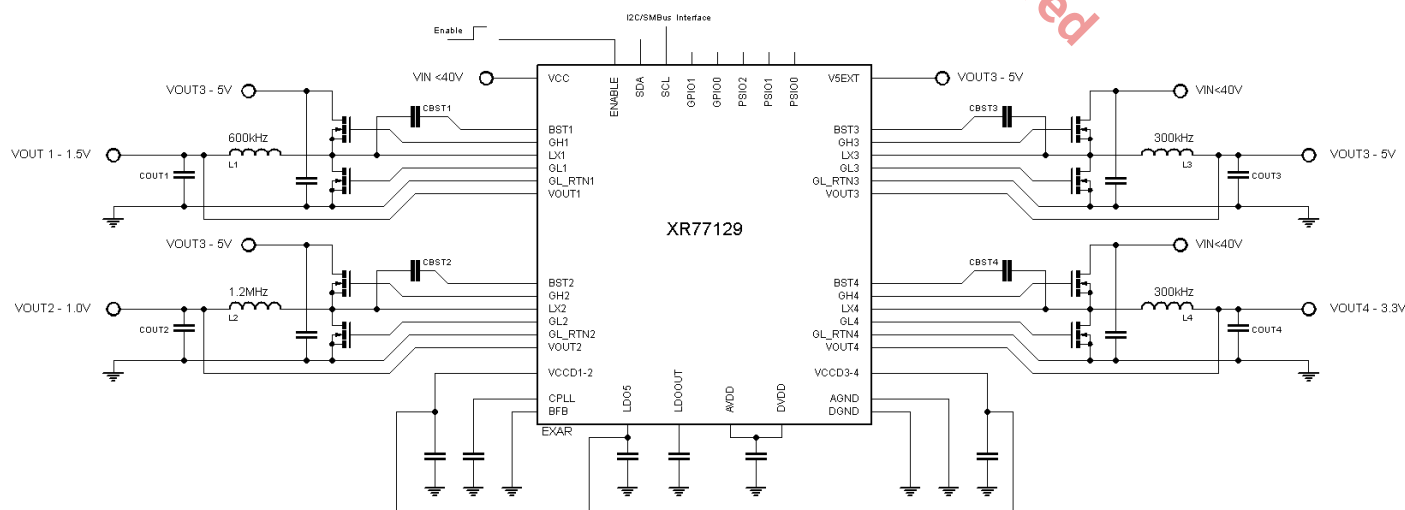 ed
I2C/SMBus Interface
Enable
VIN <40V
VCC
ENABLE
SDA
SCL
GPIO1
GPIO0
PSIO2
PSIO1
PSIO0
V5EXT
VOUT3 - 5V
VOUT3 - 5V
CBST1
CBST3
VIN<40V
BST1
GH1
LX1
GL1
GL_RTN1
VOUT1
BST3
GH3
LX3
GL3
GL_RTN3
VOUT3
600kHz
L1
300kHz
L3
VOUT 1 - 1.5V
VOUT3 - 5V
COUT1
COUT3
XR77129
VOUT3 - 5V
CBST2
CBST4
VIN<40V
BST2
GH2
LX2
GL2
GL_RTN2
VOUT2
BST4
GH4
LX4
GL4
GL_RTN4
VOUT4
1.2MHz
L2
300kHz
L4
VOUT2 - 1.0V
VOUT4 - 3.3V
COUT2
COUT4
VCCD1-2
VCCD3-4
CPLL
BFB
LDO5
LDOOUT
AVDD
DVDD
AGND
DGND
EXAR